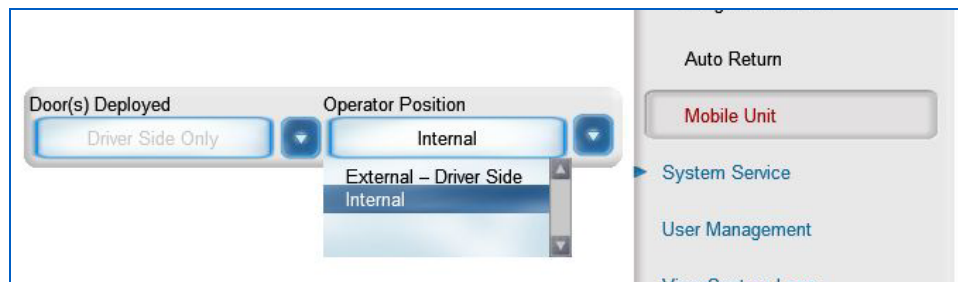 Door(s) Deployed
Driver Side Only
Operator Position
Internal
External – Driver Side
Internal
Auto Return
Mobile Unit
System Service
User Management